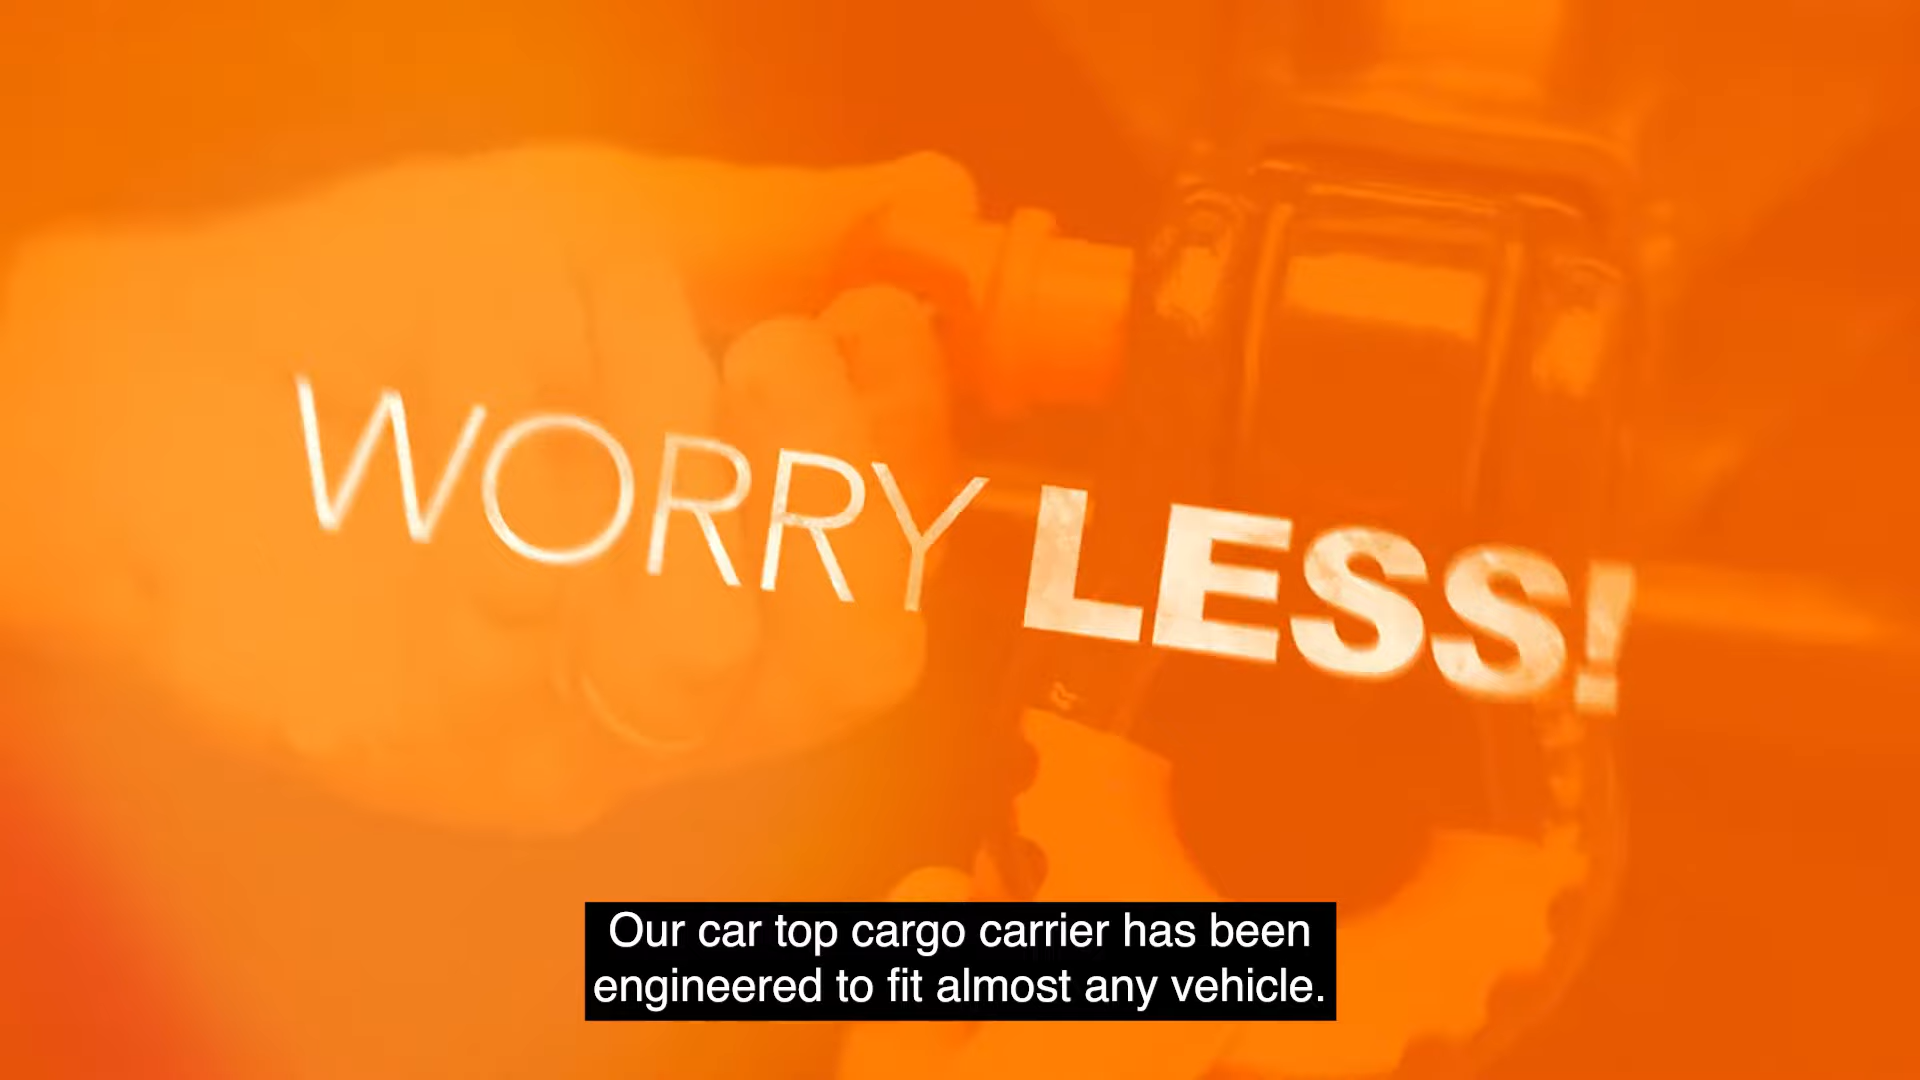 WORRY LESS!
Our car top cargo carrier has been
engineered to fit almost any vehicle.